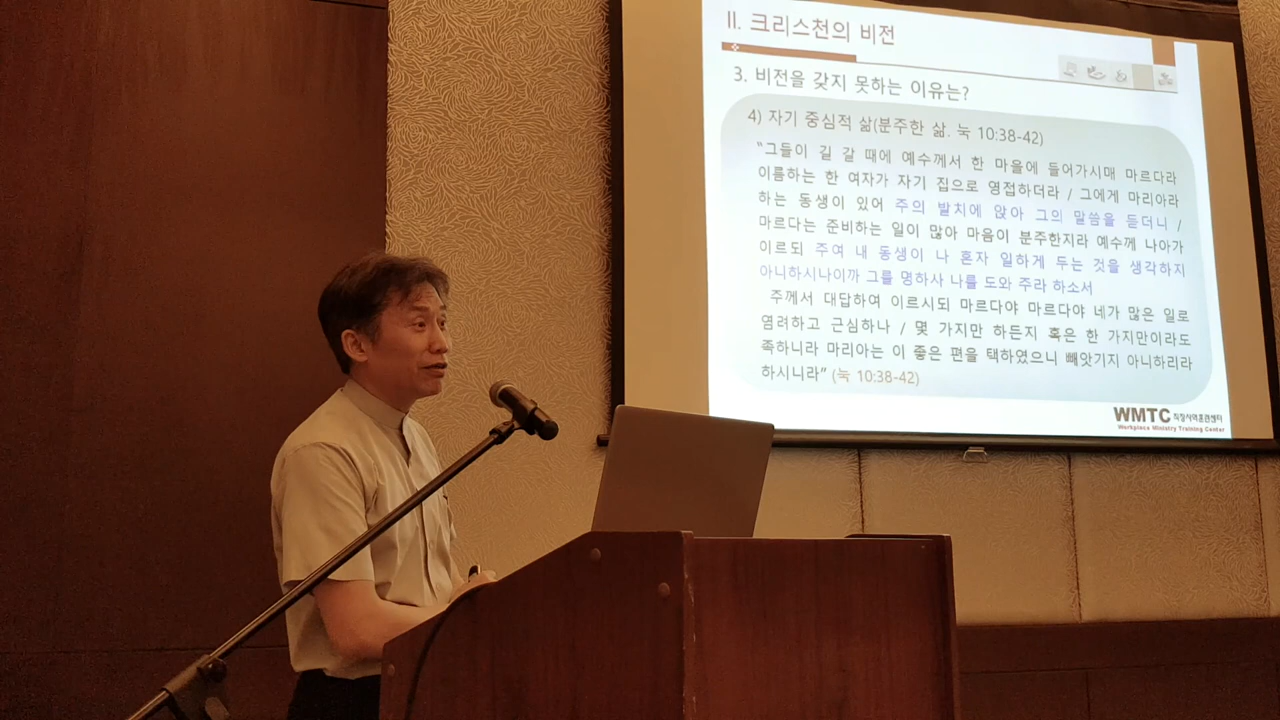 II. 크리스천의 비전
3. 비전을 갖지 못하는 이유는?
4) 자기 중심적 삶(분주한 삶. 눅 10:38-42)
“그들이 길 갈 때에 예수께서 한 마을에 들어가시매 마르다라
이름하는 한 여자가 자기 집으로 영접하더라 / 그에게 마리아라
하는 동생이 있어 주의 발치에 앉아 그의 말씀을 듣더니 /
마르다는 준비하는 일이 많아 마음이 분주한지라 예수께 나아가
이르되 주여 내 동생이 나 혼자 일하게 두는 것을 생각하지
아니하시나이까 그를 명하사 나를 도와 주라 하소서
주께서 대답하여 이르시되 마르다야 마르다야 네가 많은 일로
염려하고 근심하나 / 몇 가지만 하든지 혹은 한 가지만이라도
족하니라 마리아는 이 좋은 편을 택하였으니 빼앗기지 아니하리라
하시니라” (눅 10:38-42)
WMTC 직장사역훈련센터
Workplace Ministry Training Center